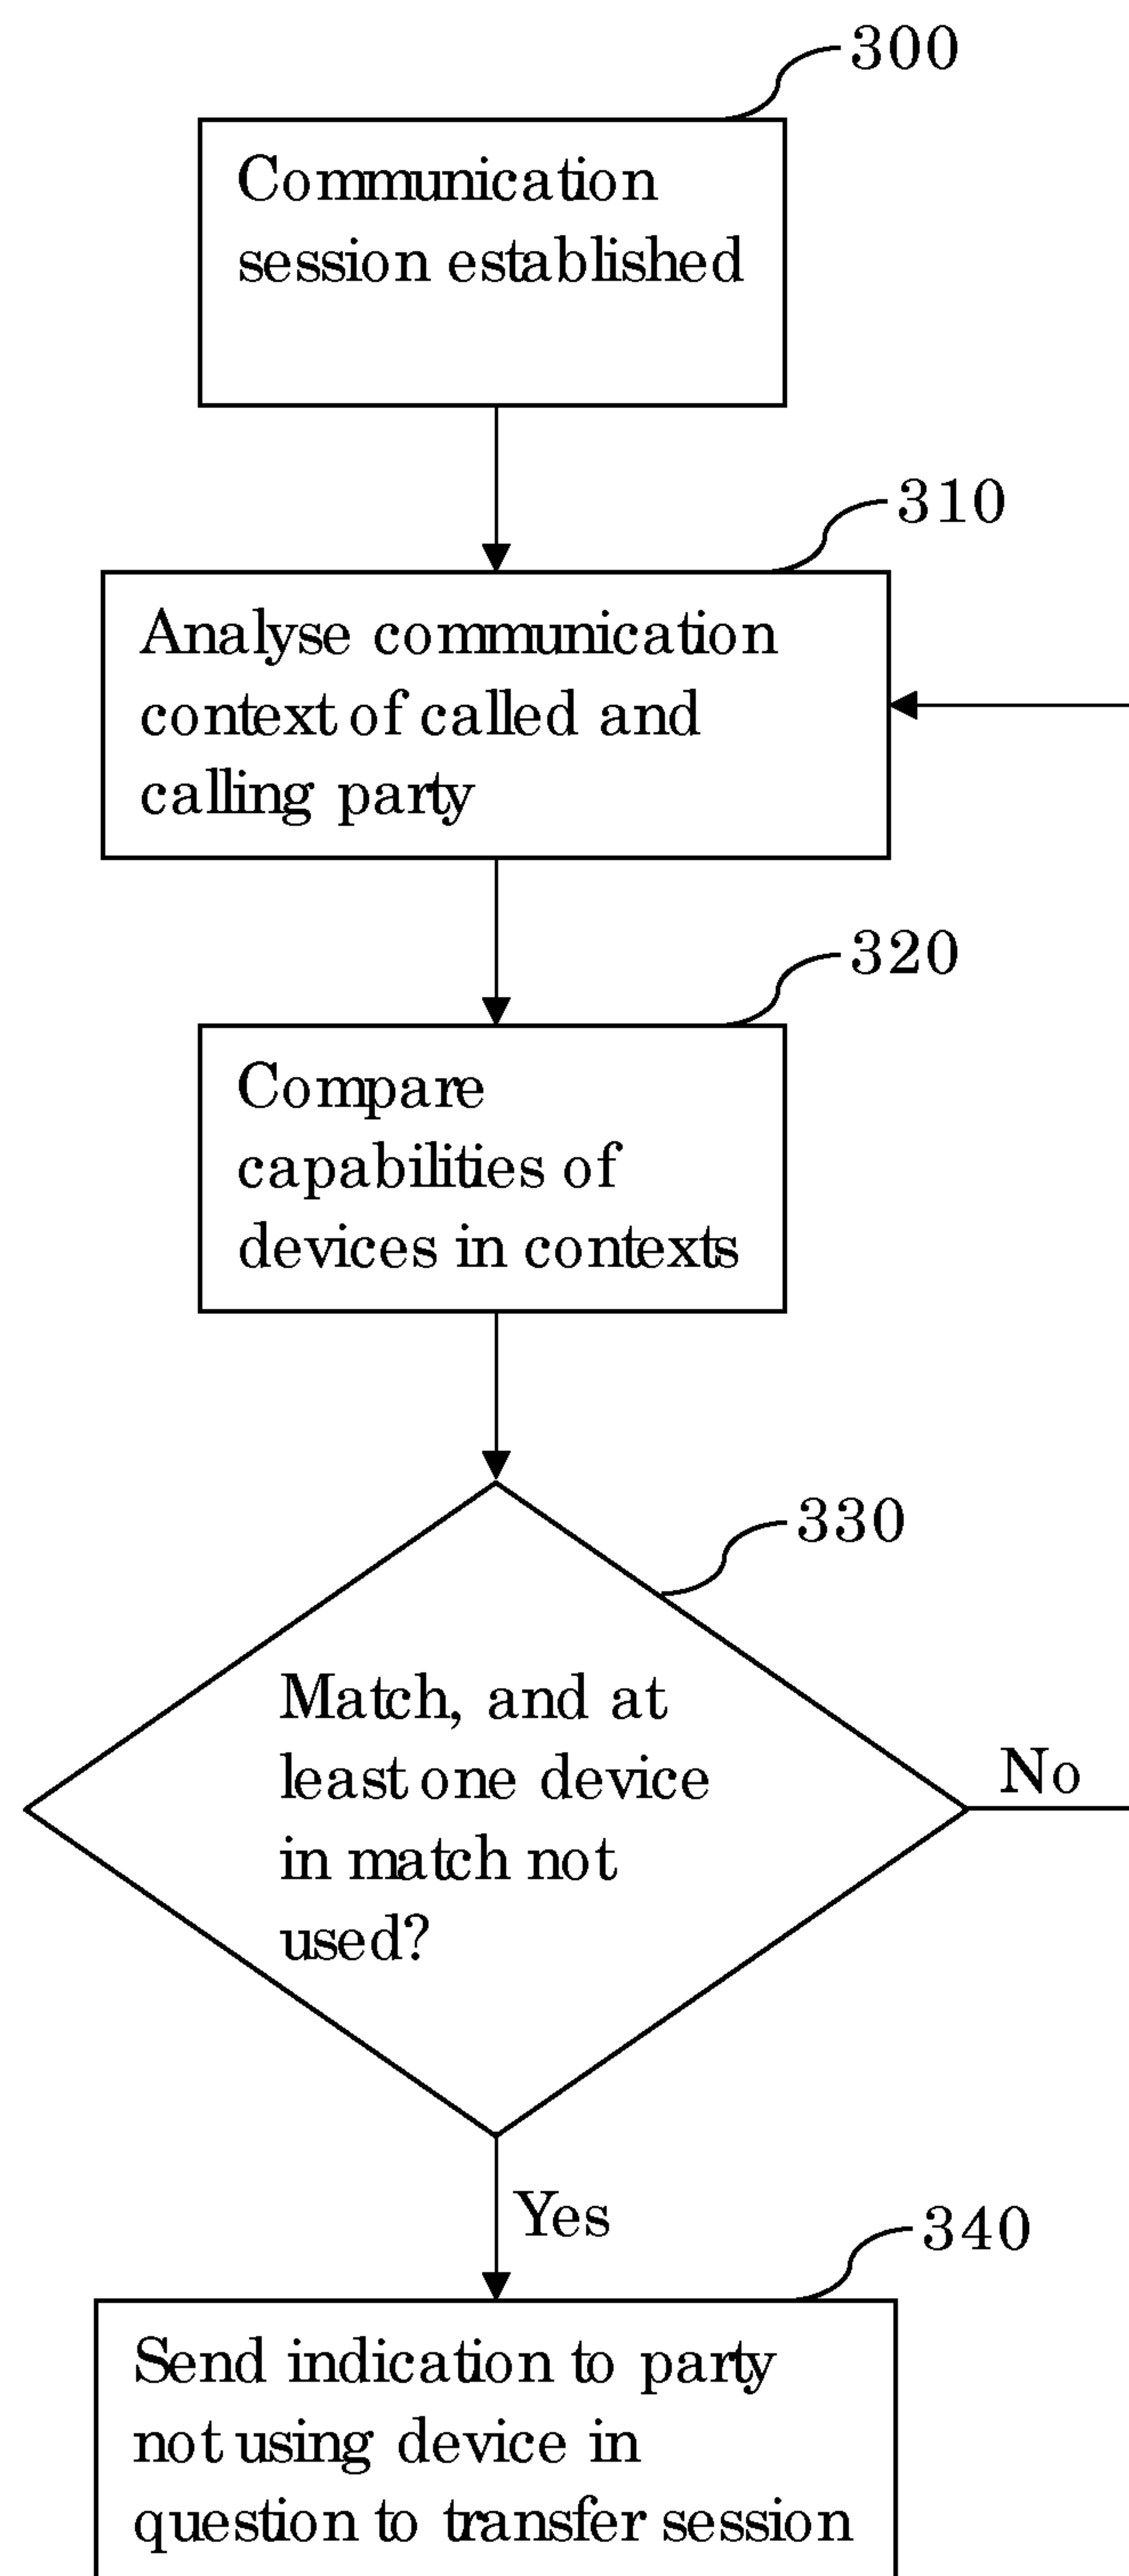 300
Communication
session established
310
Analyse communication
context of called and
calling party
320
Compare
capabilities of
devices in contexts
330
Match, and at
least one device
in match not
used?
No
Yes
340
Send indication to party
not using device in
question to transfer session